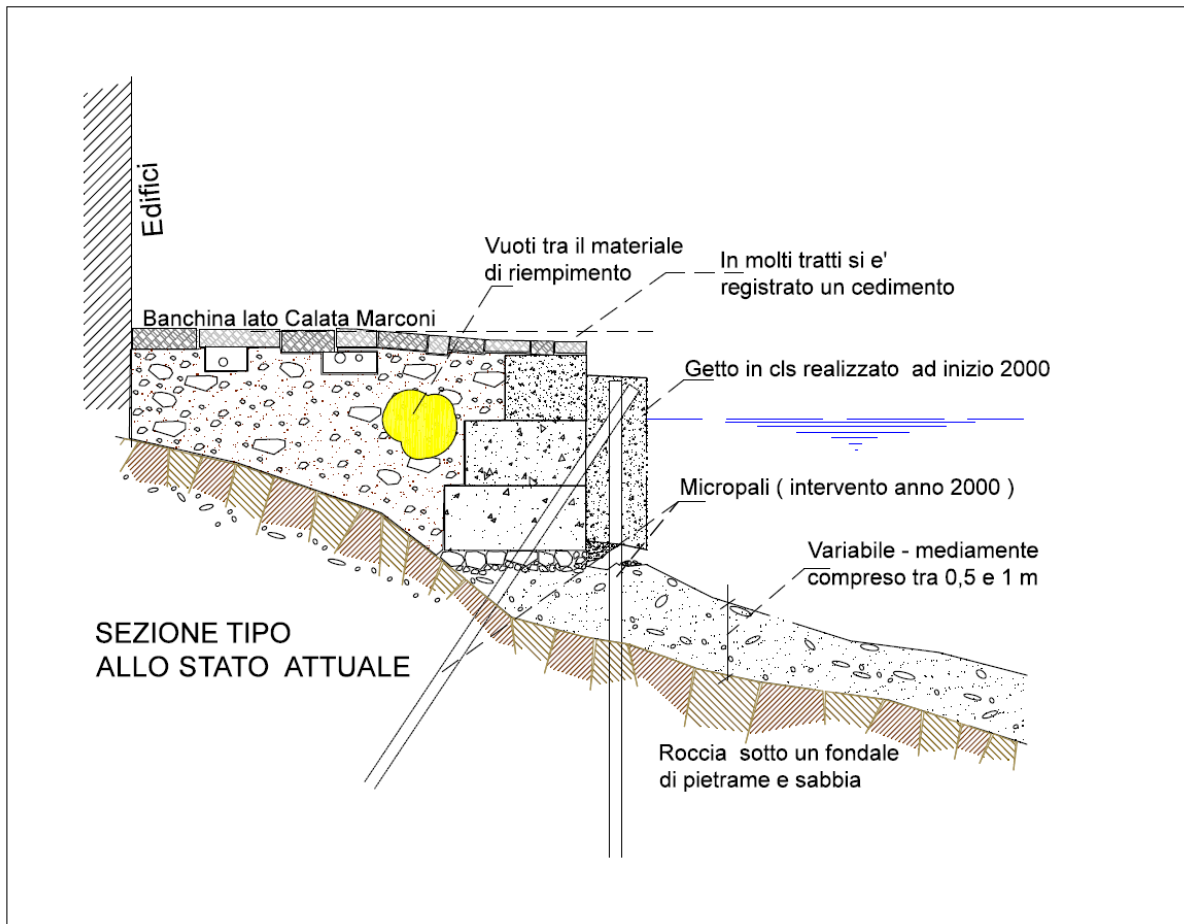 Edifici
Vuoti tra il materiale
di riempimento
In molti tratti si e'
registrato un cedimento
Banchina lato Calata Marconi
Getto in cls realizzato ad inizio 2000
Micropali ( intervento anno 2000 )
Variabile - mediamente
compreso tra 0,5 e 1 m
SEZIONE TIPO
ALLO STATO ATTUALE
Roccia sotto un fondale
di pietrame e sabbia